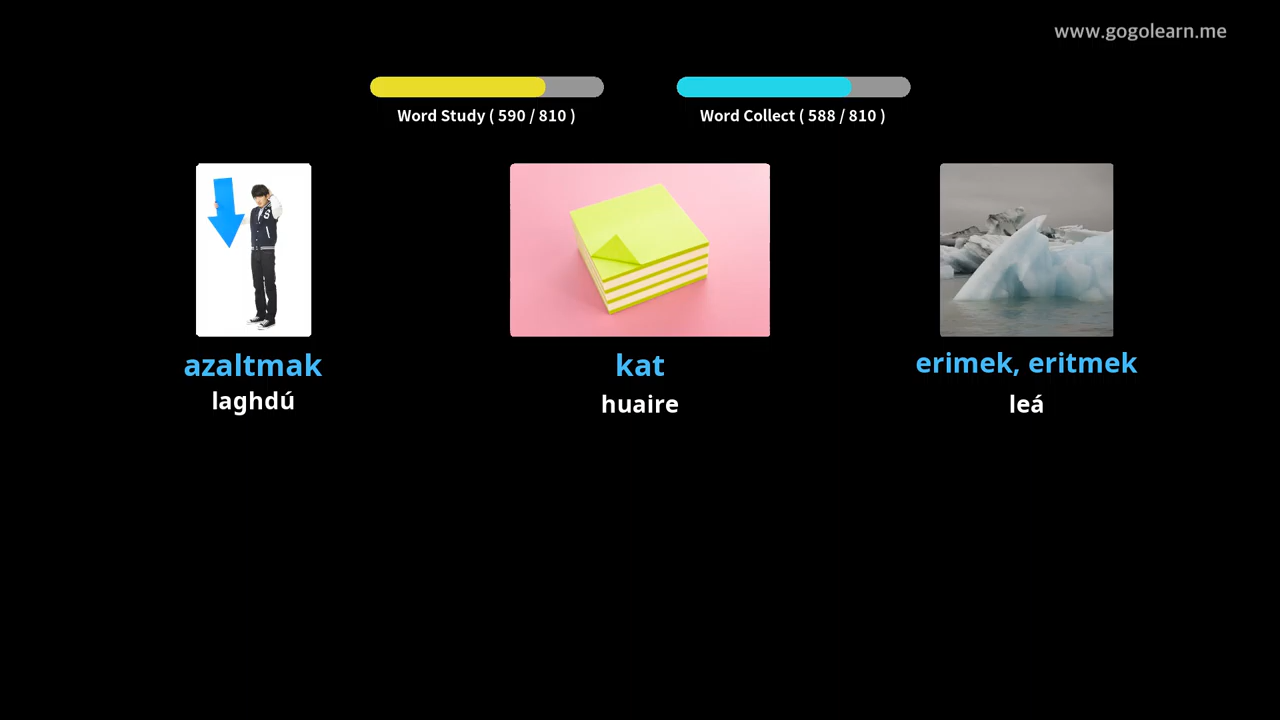 www.gogolearn.me
Word Study ( 590 / 810 )
Word Collect ( 588 / 810 )
azaltmak
laghdú
kat
huaire
erimek, eritmek
leá